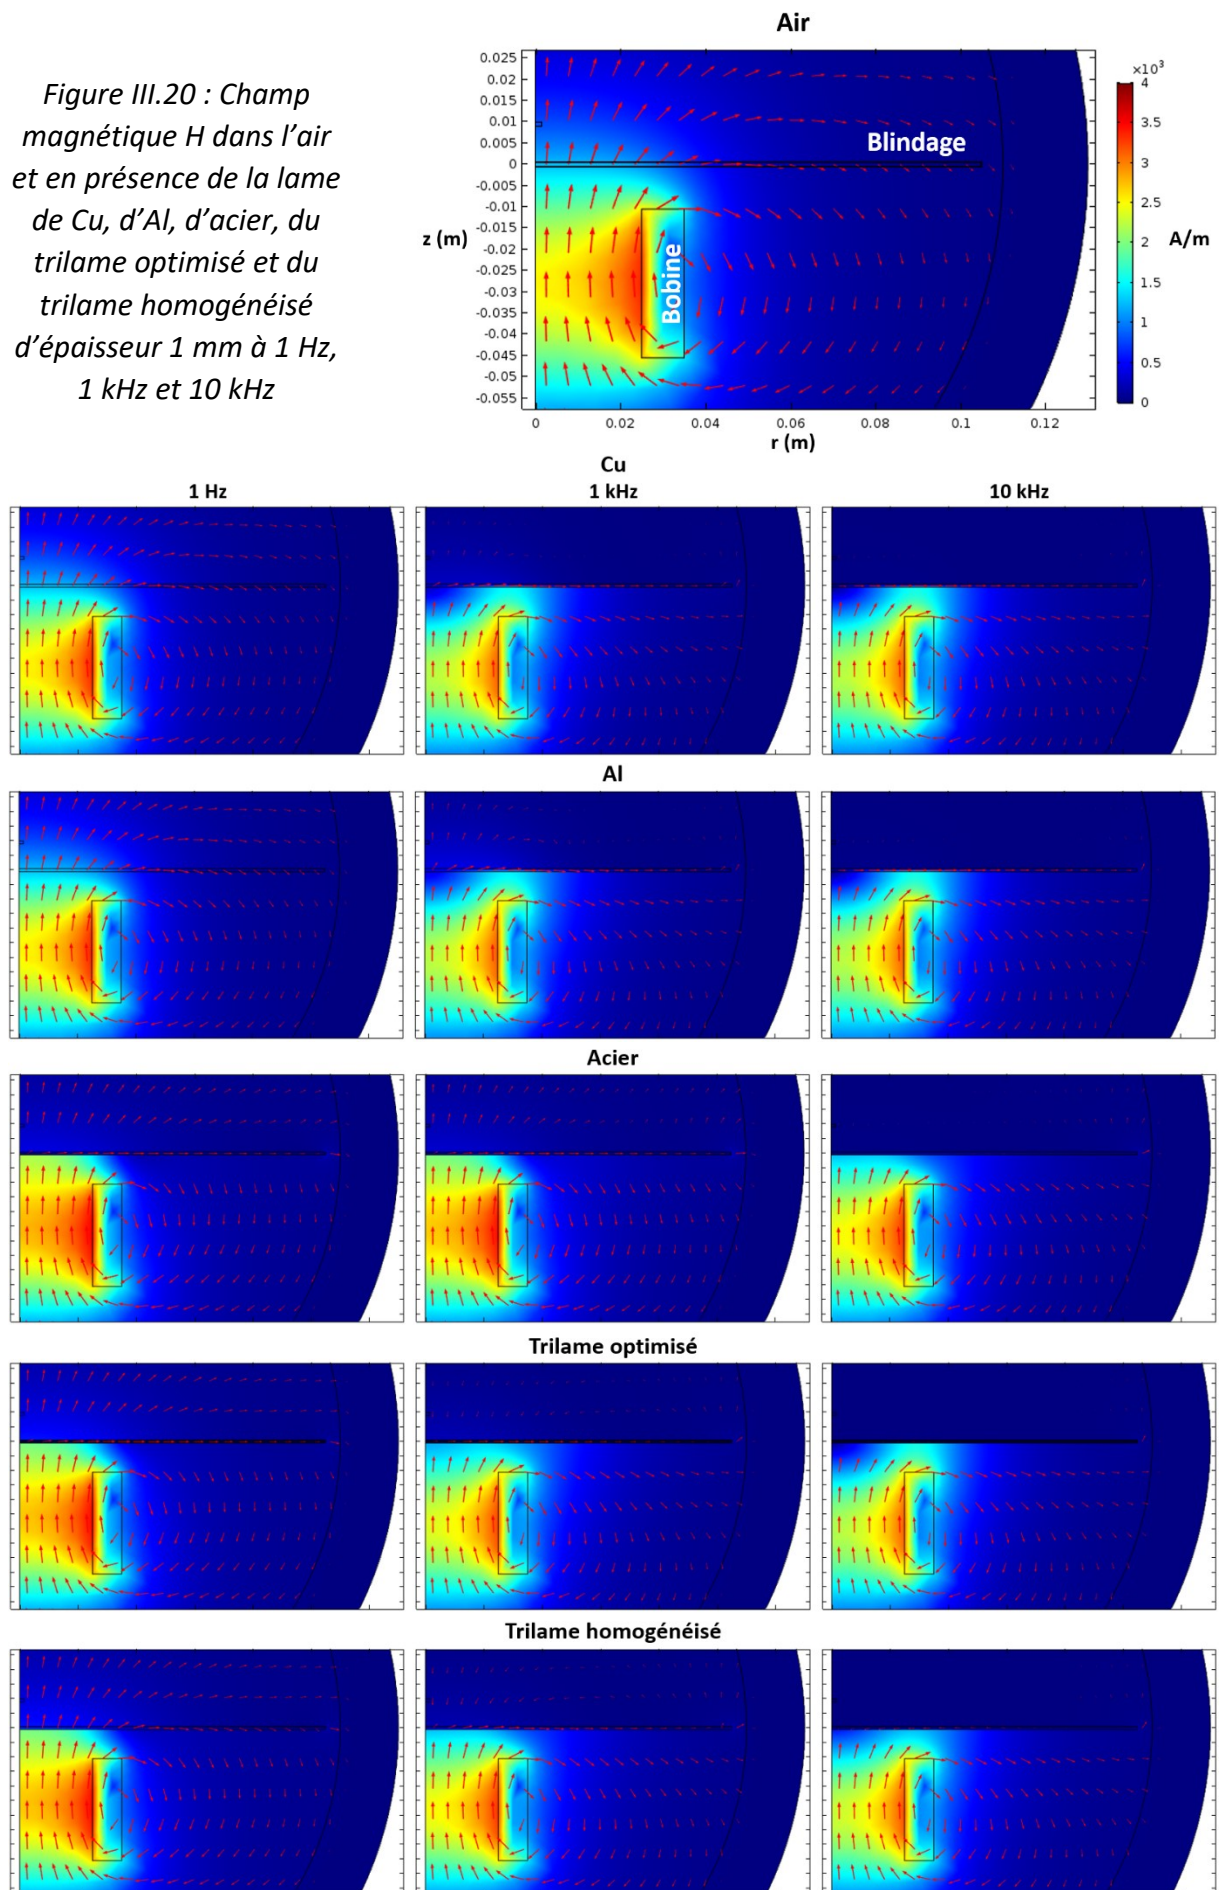 Figure III.20 : Champ
magnétique H dans l’air
et en présence de la lame
de Cu, d’Al, d’acier, du
trilame optimisé et du
trilame homogénéisé
d’épaisseur 1 mm à 1 Hz,
1 kHz et 10 kHz
Air
0.025
0.02
0.015
0.01
0.005
0
-0.005
-0.01
-0.015
-0.02
-0.025
-0.03
-0.035
-0.04
-0.045
-0.05
-0.055
z (m)
Blindage
Bobine
0 0.02 0.04 0.06 0.08 0.1 0.12
r (m)
×10³
4
3.5
3
2.5
2
1.5
1
0.5
0
A/m
Cu
1 Hz 1 kHz 10 kHz
Al
Acier
Trilame optimisé
Trilame homogénéisé